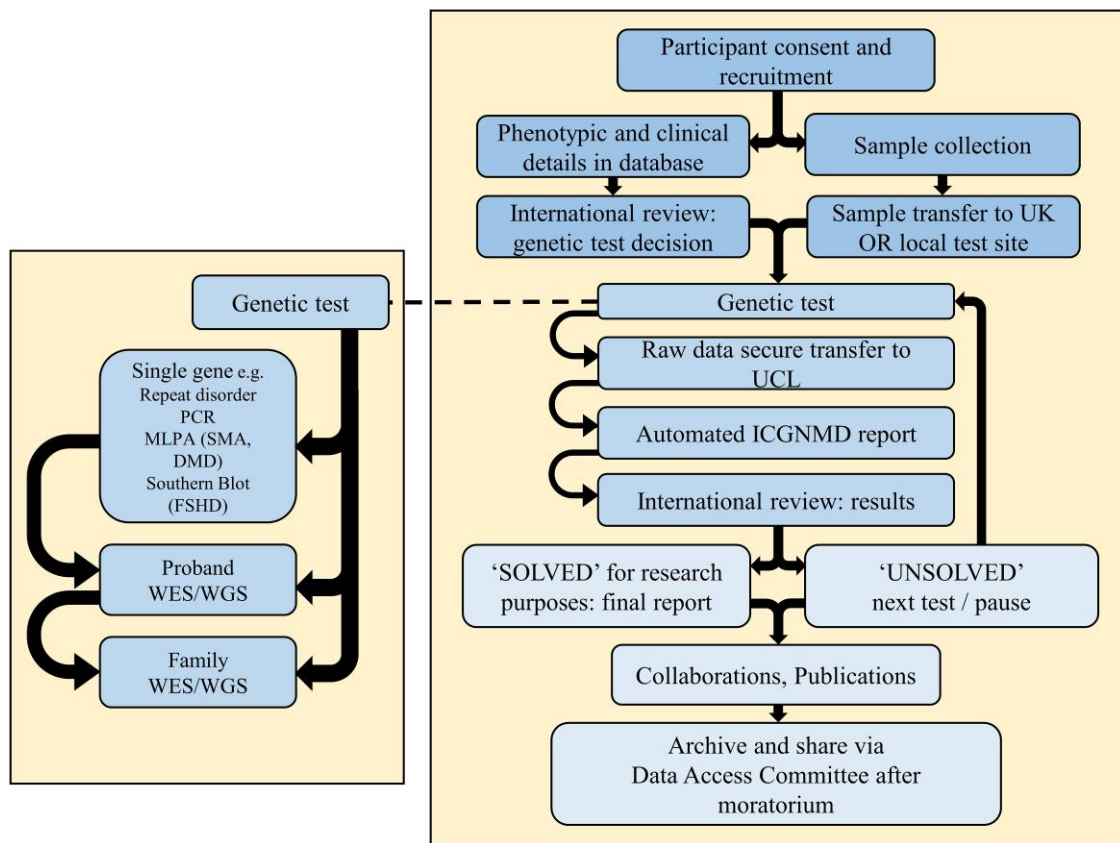 Participant consent and
recruitment
Phenotypic and clinical
details in database
Sample collection
International review:
genetic test decision
Sample transfer to UK
OR local test site
Genetic test
Raw data secure transfer to
UCL
Automated ICGNMD report
International review: results
‘SOLVED’ for research
purposes: final report
‘UNSOLVED’
next test / pause
Collaborations, Publications
Archive and share via
Data Access Committee after
moratorium
Genetic test
Single gene e.g.
Repeat disorder
PCR
MLPA (SMA,
DMD)
Southern Blot
(FSHD)
Proband
WES/WGS
Family
WES/WGS